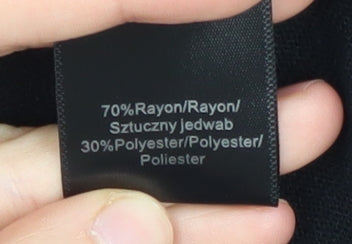 70%Rayon/Rayon/
Sztuczny jedwab
30%Polyester/Polyester/
Poliester